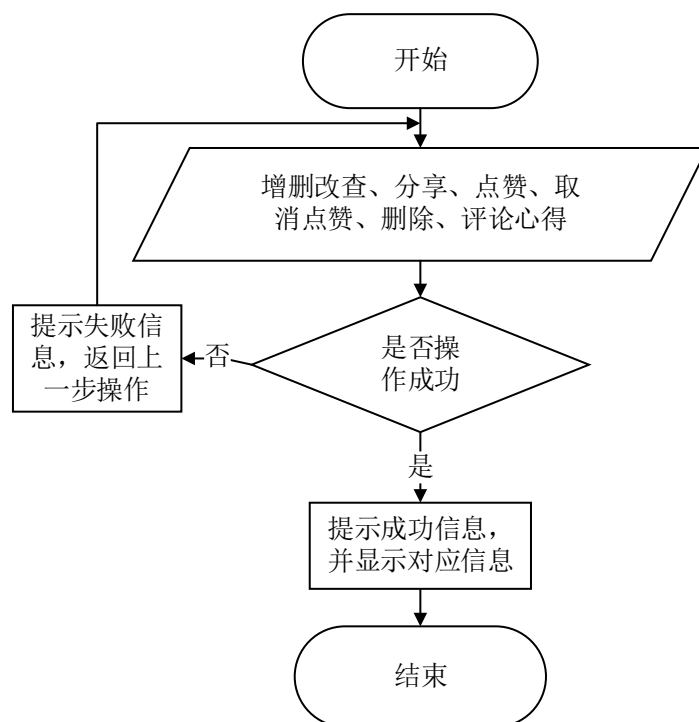 开始
增删改查、分享、点赞、取
消点赞、删除、评论心得
提示失败信
息，返回上
一步操作
否
是否操
作成功
是
提示成功信息，
并显示对应信息
结束